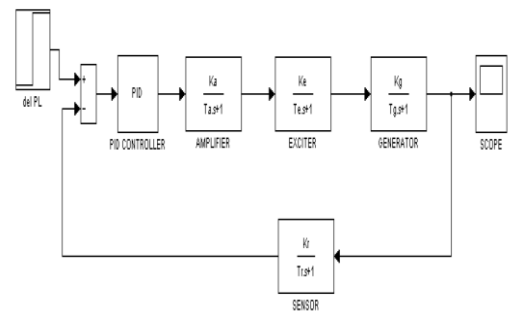 del PL
+
−
PID
PID CONTROLLER
Ka
Ta.s+1
AMPLIFIER
Ke
Te.s+1
EXCITER
Kg
Tg.s+1
GENERATOR
SCOPE
Kr
Tr.s+1
SENSOR